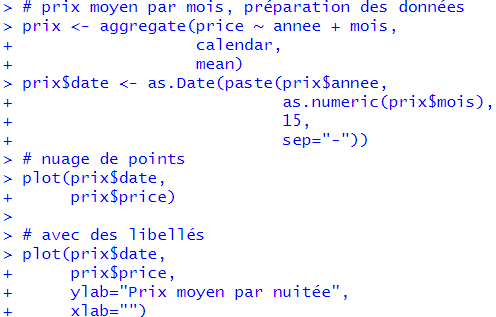 > # prix moyen par mois, préparation des données
> prix <- aggregate(price ~ annee + mois,
+                   calendar,
+                   mean)
> prix$date <- as.Date(paste(prix$annee,
+                            as.numeric(prix$mois),
+                            15,
+                            sep="-"))
> # nuage de points
> plot(prix$date,
+      prix$price)
>
> # avec des libellés
> plot(prix$date,
+      prix$price,
+      ylab="Prix moyen par nuitée",
+      xlab="")